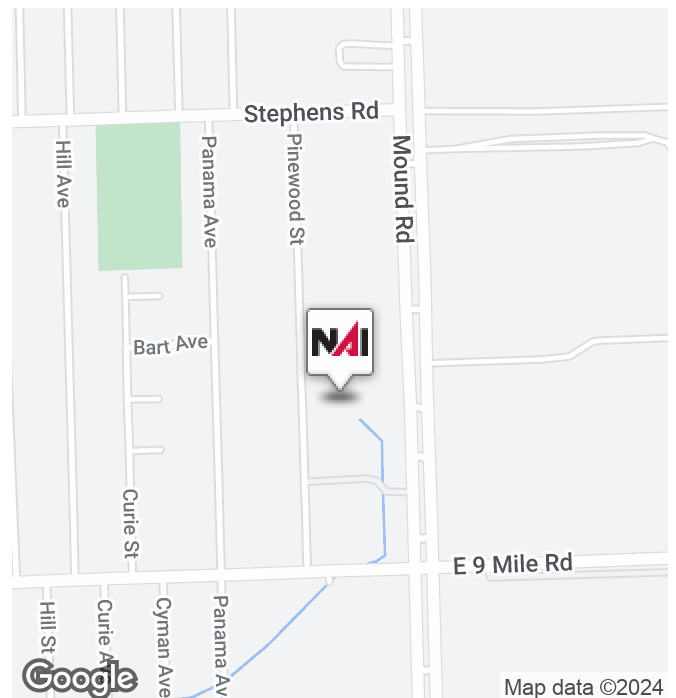 Stephens Rd
Hill Ave
Panama Ave
Pinewood St
Mound Rd
NAI
Bart Ave
Curie St
E 9 Mile Rd
Hill St
Curie Ave
Cyman Ave
Panama Av
Google
Map data ©2024